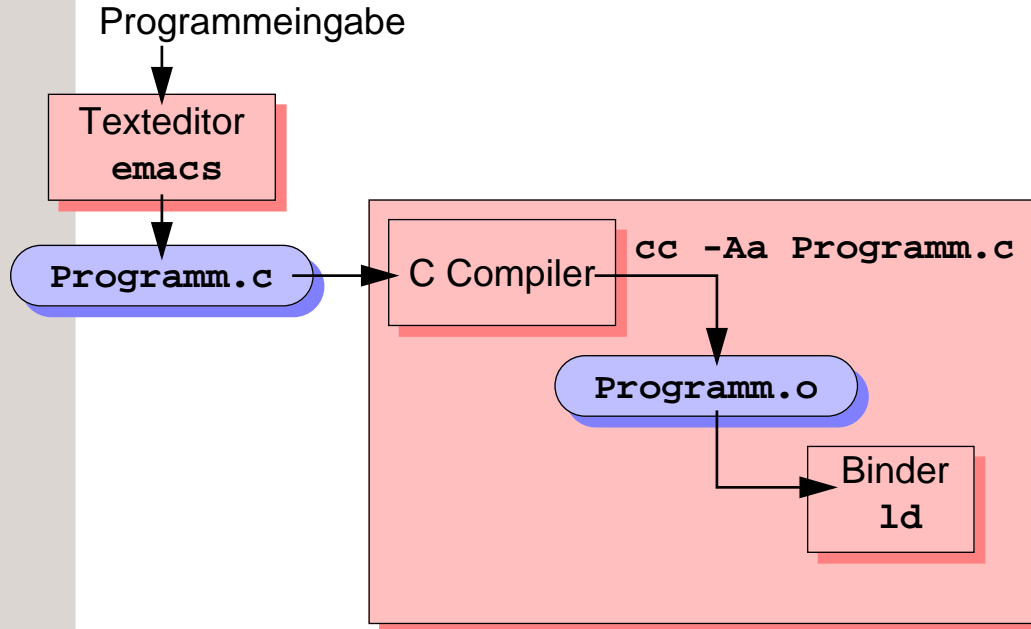 Programmeingabe
Texteditor
emacs
Programm.c
C Compiler
cc -Aa Programm.c
Programm.o
Binder
ld